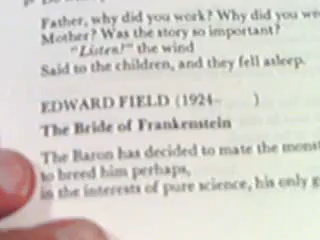 Father, why did you work? Why did you
Mother? Was the story so important?
"Listen!" the wind
Said to the children, and they fell asleep.
EDWARD FIELD (1924– )
The Bride of Frankenstein
The Baron has decided to mate the
to breed him perhaps,
in the interests of pure science, his only